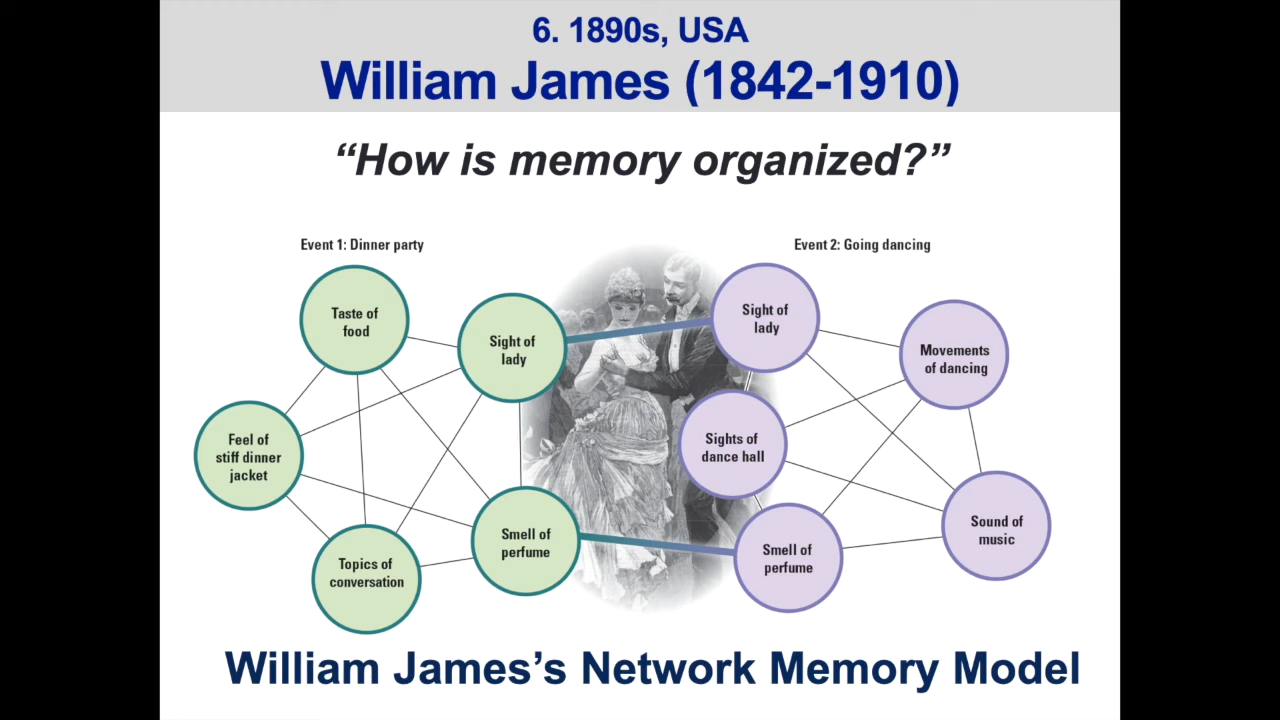 6. 1890s, USA
William James (1842-1910)
“How is memory organized?”
Event 1: Dinner party
Taste of
food
Sight of
lady
Feel of
stiff dinner
jacket
Smell of
perfume
Topics of
conversation
Event 2: Going dancing
Sight of
lady
Movements
of dancing
Sights of
dance hall
Sound of
music
Smell of
perfume
William James’s Network Memory Model